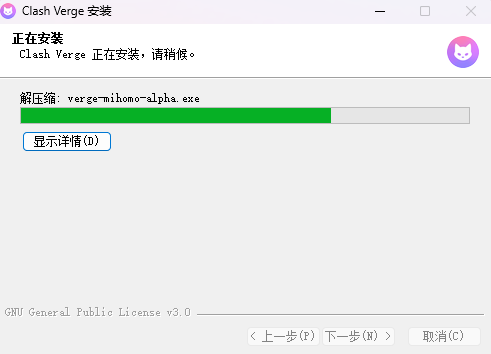 Clash Verge 安装
正在安装
Clash Verge 正在安装，请稍候。
解压缩: verge-mihomo-alpha.exe
显示详情(D)
GNU General Public License v3.0
< 上一步(P) 下一步(N) > 取消(C)